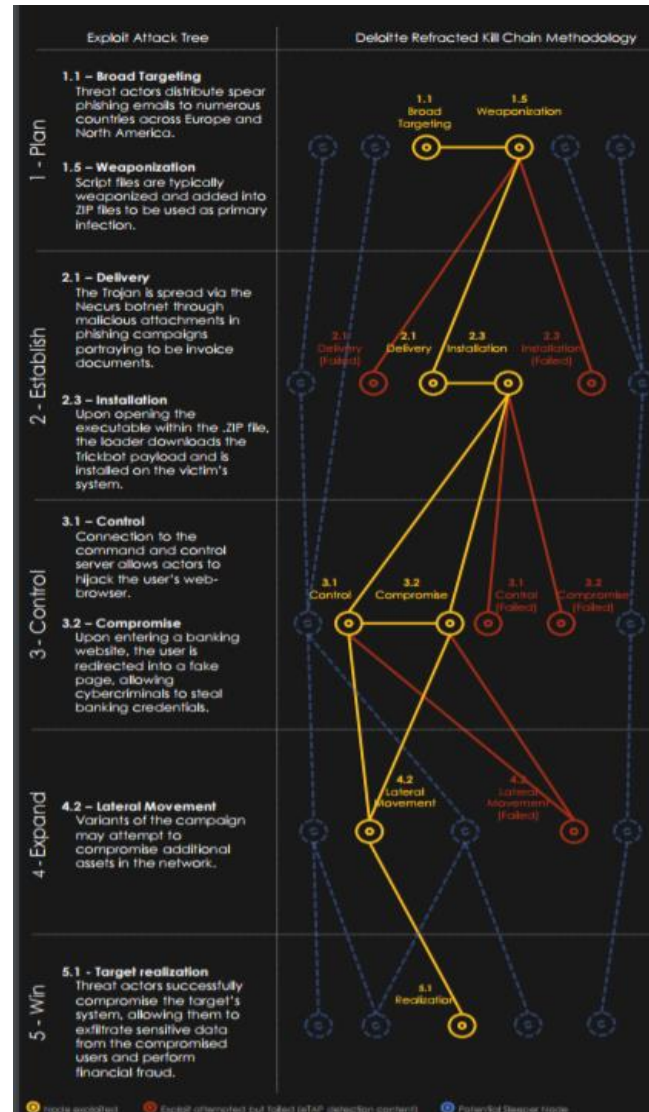 Exploit Attack Tree
Deloitte Refracted Kill Chain Methodology
1 - Plan
1.1 – Broad Targeting
Threat actors distribute spear
phishing emails to numerous
countries across Europe and
North America.
1.5 – Weaponization
Script files are typically
weaponized and added into
ZIP files to be used as primary
infection.
1.1
Broad
Targeting
1.5
Weaponization
2 - Establish
2.1 – Delivery
The Trojan is spread via the
Necurs botnet through
malicious attachments in
phishing campaigns
portraying to be invoice
documents.
2.3 – Installation
Upon opening the
executable within the .ZIP file,
the loader downloads the
Trickbot payload and is
installed on the victim's
system.
2.1
Delivery
(Failed)
2.1
Delivery
2.3
Installation
2.3
Installation
(Failed)
3 - Control
3.1 – Control
Connection to the
command and control
server allows actors to
hijack the user's web-
browser.
3.2 – Compromise
Upon entering a banking
website, the user is
redirected into a fake
page, allowing
cybercriminals to steal
banking credentials.
3.1
Control
3.2
Compromise
3.1
Control
(Failed)
3.2
Compromise
(Failed)
4 - Expand
4.2 – Lateral Movement
Variants of the campaign
may attempt to
compromise additional
assets in the network.
4.2
Lateral
Movement
4.2
Lateral
Movement
(Failed)
5 - Win
5.1 - Target realization
Threat actors successfully
compromise the target's
system, allowing them to
exfiltrate sensitive data
from the compromised
users and perform
financial fraud.
5.1
Realization
Node exploited
Exploit attempted but failed (eTAP detection content)
Potential Sleeper Node